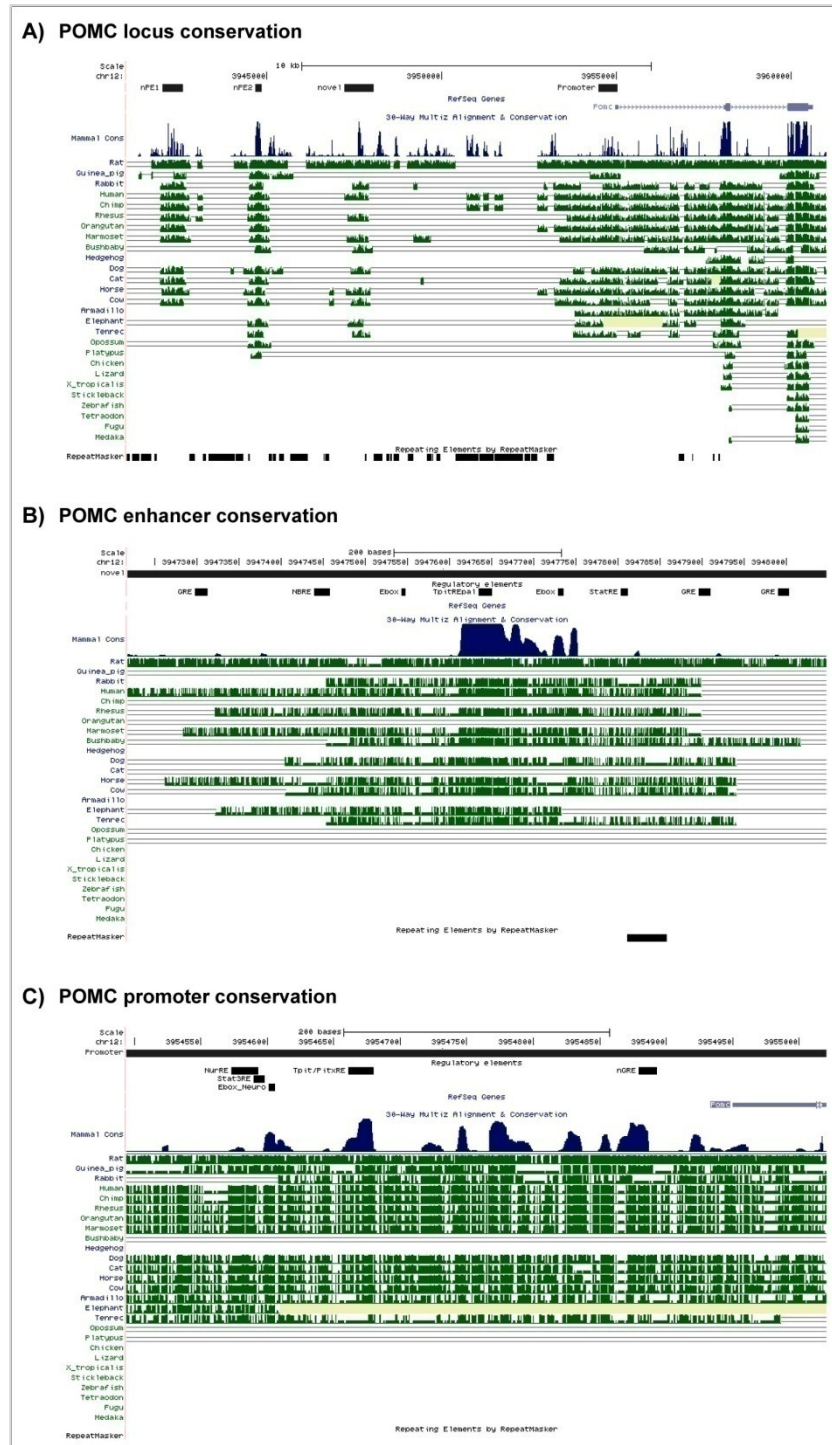 A) POMC locus conservation
Scale
10 kb
chr12:
3945000
3950000
3955000
3960000
nPE1
nPE2
novel
Promoter
RefSeq Genes
Pomc
30-Way Multiz Alignment & Conservation
Mammal Cons
Rat
Guinea_pig
Rabbit
Human
Chimp
Rhesus
Orangutan
Marmoset
Bushbaby
Hedgehog
Dog
Cat
Horse
Cow
Armadillo
Elephant
Tenrec
Opossum
Platypus
Chicken
Lizard
X_tropicalis
Stickleback
Zebrafish
Tetraodon
Fugu
Medaka
Repeating Elements by RepeatMasker
RepeatMasker
B) POMC enhancer conservation
Scale
200 bases
chr12:
3947300
3947350
3947400
3947450
3947500
3947550
3947600
3947650
3947700
3947750
3947800
3947850
3947900
3947950
3948000
novel
Regulatory elements
GRE
NBRE
Ebox
TpitREpal
Ebox
StatRE
GRE
GRE
RefSeq Genes
30-Way Multiz Alignment & Conservation
Mammal Cons
Rat
Guinea_pig
Rabbit
Human
Chimp
Rhesus
Orangutan
Marmoset
Bushbaby
Hedgehog
Dog
Cat
Horse
Cow
Armadillo
Elephant
Tenrec
Opossum
Platypus
Chicken
Lizard
X_tropicalis
Stickleback
Zebrafish
Tetraodon
Fugu
Medaka
Repeating Elements by RepeatMasker
RepeatMasker
C) POMC promoter conservation
Scale
200 bases
chr12:
3954550
3954600
3954650
3954700
3954750
3954800
3954850
3954900
3954950
3955000
Promoter
Regulatory elements
NurRE
Tpit/PitxRE
nGRE
Stat3RE
Ebox_Neuro
RefSeq Genes
Pomc
30-Way Multiz Alignment & Conservation
Mammal Cons
Rat
Guinea_pig
Rabbit
Human
Chimp
Rhesus
Orangutan
Marmoset
Bushbaby
Hedgehog
Dog
Cat
Horse
Cow
Armadillo
Elephant
Tenrec
Opossum
Platypus
Chicken
Lizard
X_tropicalis
Stickleback
Zebrafish
Tetraodon
Fugu
Medaka
Repeating Elements by RepeatMasker
RepeatMasker